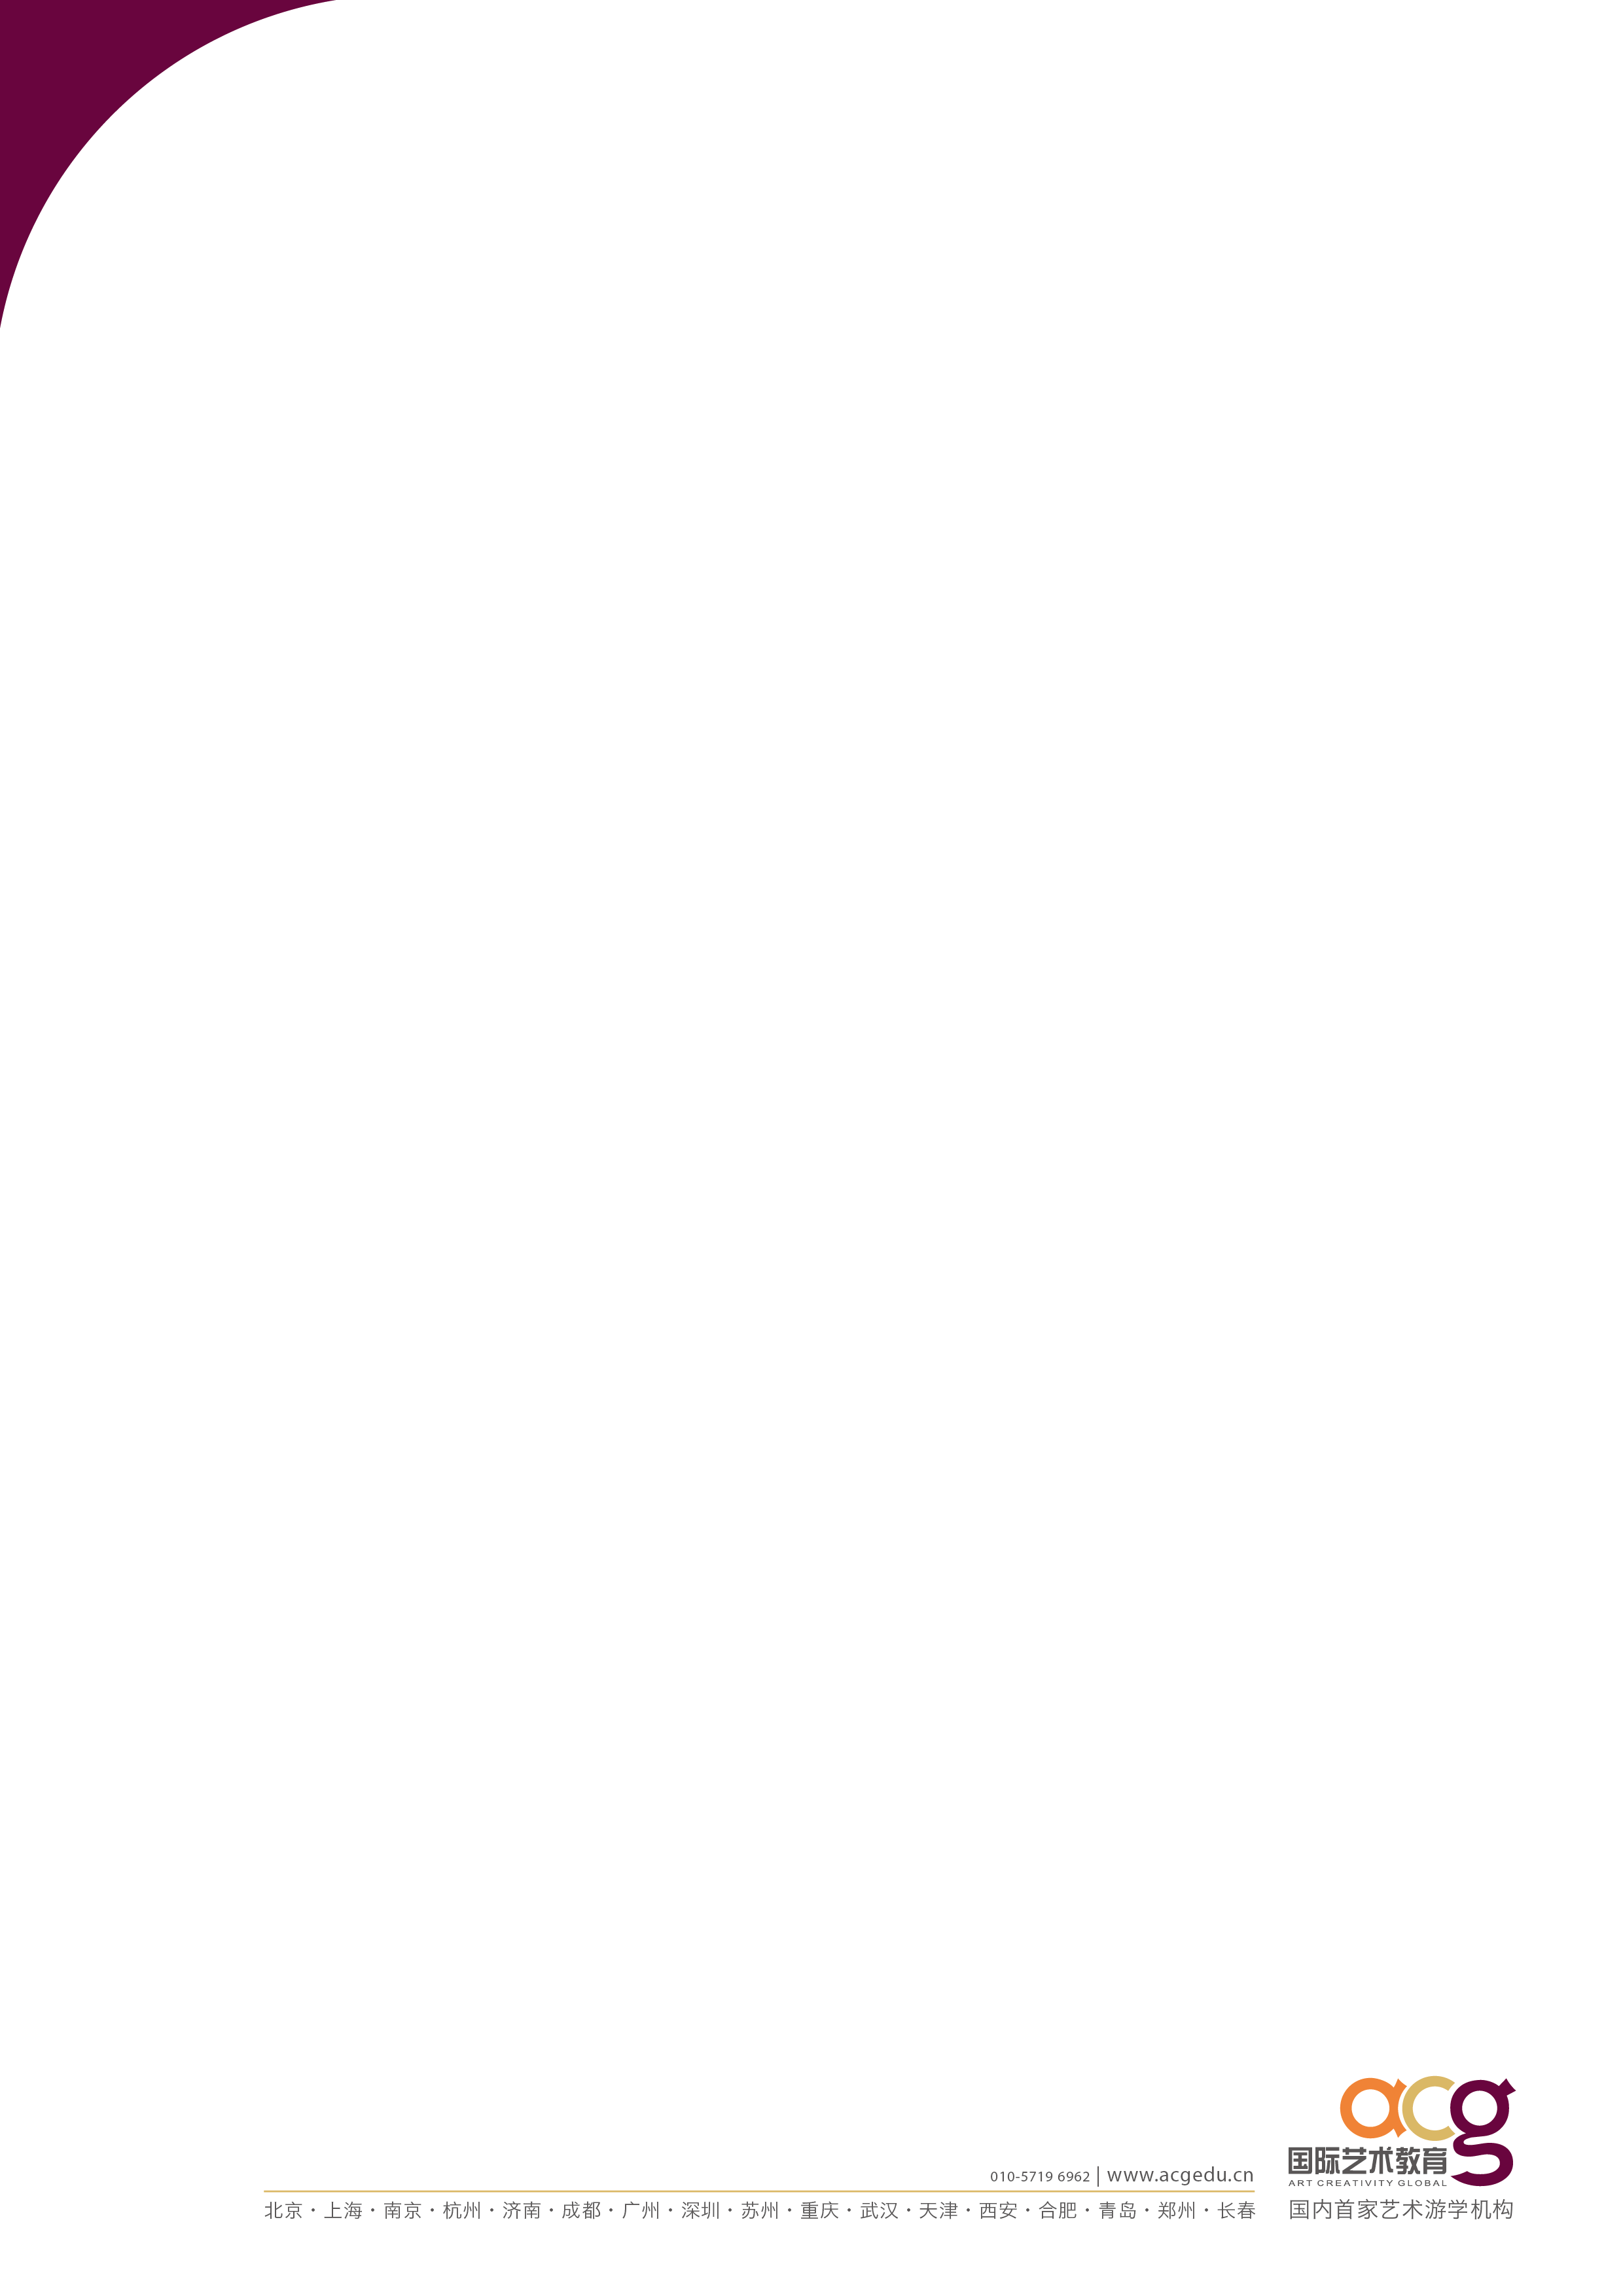 acg
国际艺术教育
ART CREATIVITY GLOBAL
010-5719 6962 | www.acgedu.cn
北京·上海·南京·杭州·济南·成都·广州·深圳·苏州·重庆·武汉·天津·西安·合肥·青岛·郑州·长春
国内首家艺术游学机构